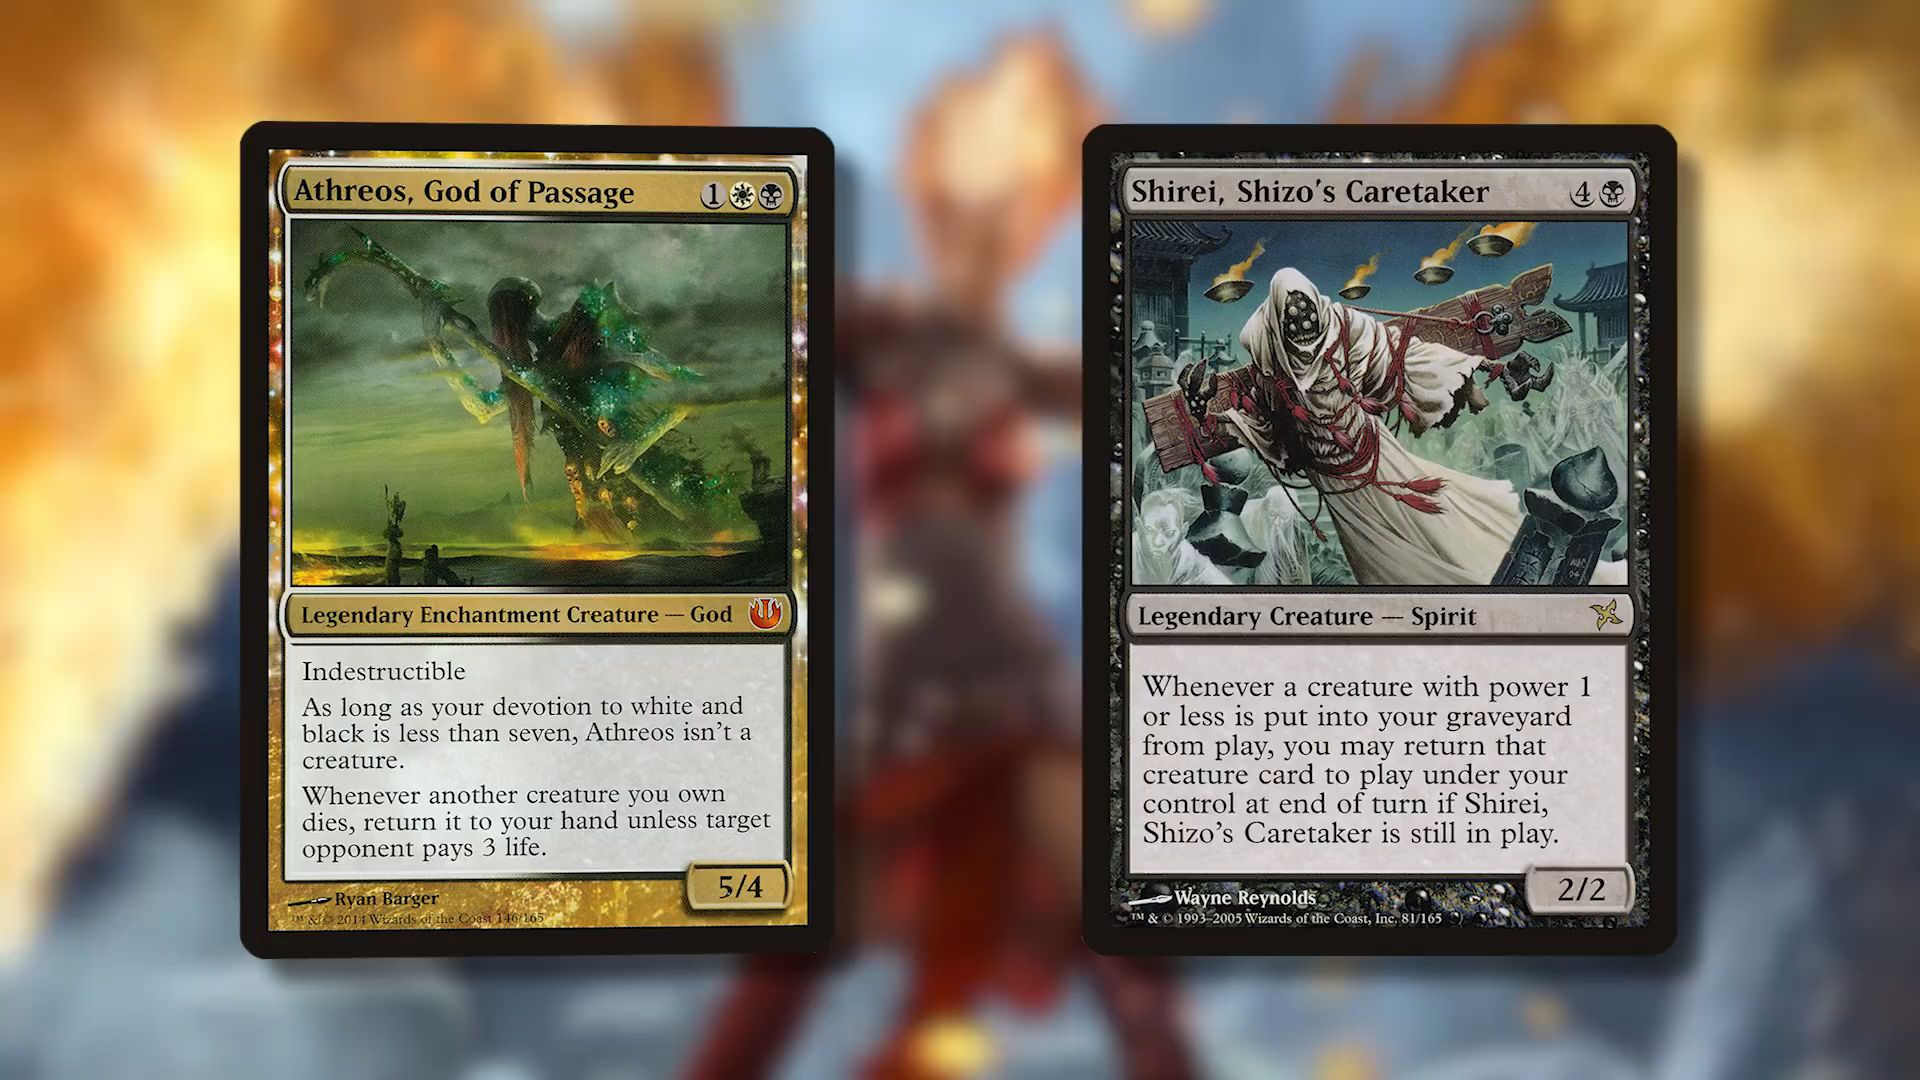 Athreos, God of Passage 1
Legendary Enchantment Creature — God
Indestructible
As long as your devotion to white and
black is less than seven, Athreos isn't a
creature.
Whenever another creature you own
dies, return it to your hand unless target
opponent pays 3 life.
5/4
Ryan Barger
™ & © 2014 Wizards of the Coast 146/165
Shirei, Shizo's Caretaker 4
Legendary Creature — Spirit
Whenever a creature with power 1
or less is put into your graveyard
from play, you may return that
creature card to play under your
control at end of turn if Shirei,
Shizo's Caretaker is still in play.
2/2
Wayne Reynolds
™ & © 1993–2005 Wizards of the Coast, Inc. 81/165